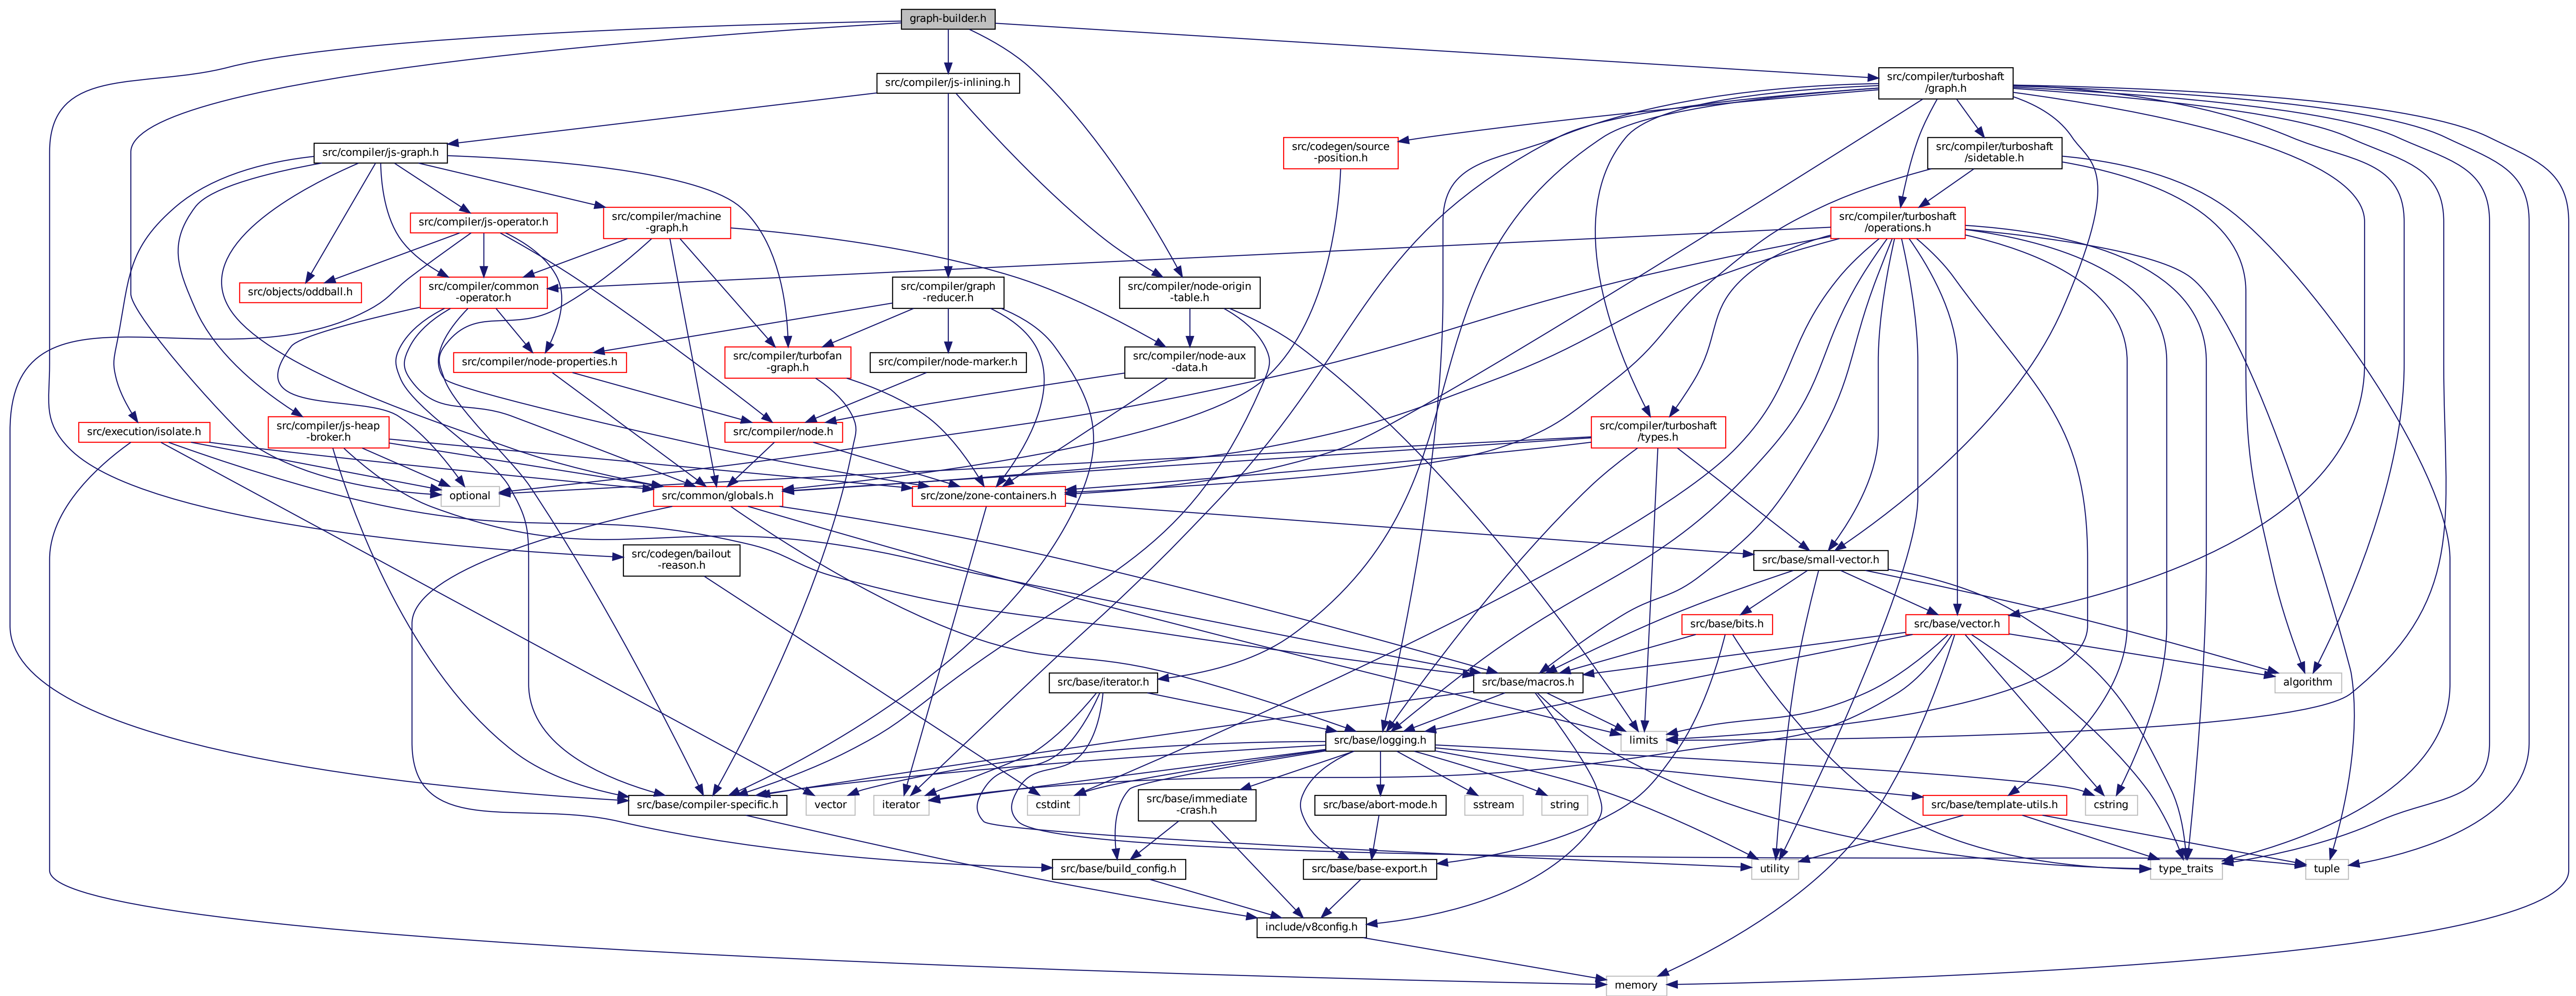 graph-builder.h
src/compiler/js-inlining.h
src/compiler/turboshaft
/graph.h
src/compiler/js-graph.h
src/codegen/source
-position.h
src/compiler/turboshaft
/sidetable.h
src/compiler/js-operator.h
src/compiler/machine
-graph.h
src/compiler/turboshaft
/operations.h
src/objects/oddball.h
src/compiler/common
-operator.h
src/compiler/graph
-reducer.h
src/compiler/node-origin
-table.h
src/compiler/node-properties.h
src/compiler/turbofan
-graph.h
src/compiler/node-marker.h
src/compiler/node-aux
-data.h
src/execution/isolate.h
src/compiler/js-heap
-broker.h
src/compiler/node.h
src/compiler/turboshaft
/types.h
optional
src/common/globals.h
src/zone/zone-containers.h
src/codegen/bailout
-reason.h
src/base/small-vector.h
src/base/bits.h
src/base/vector.h
src/base/iterator.h
src/base/macros.h
algorithm
src/base/logging.h
limits
src/base/compiler-specific.h
vector
iterator
cstdint
src/base/immediate
-crash.h
src/base/abort-mode.h
sstream
string
src/base/template-utils.h
cstring
src/base/build_config.h
src/base/base-export.h
utility
type_traits
tuple
include/v8config.h
memory